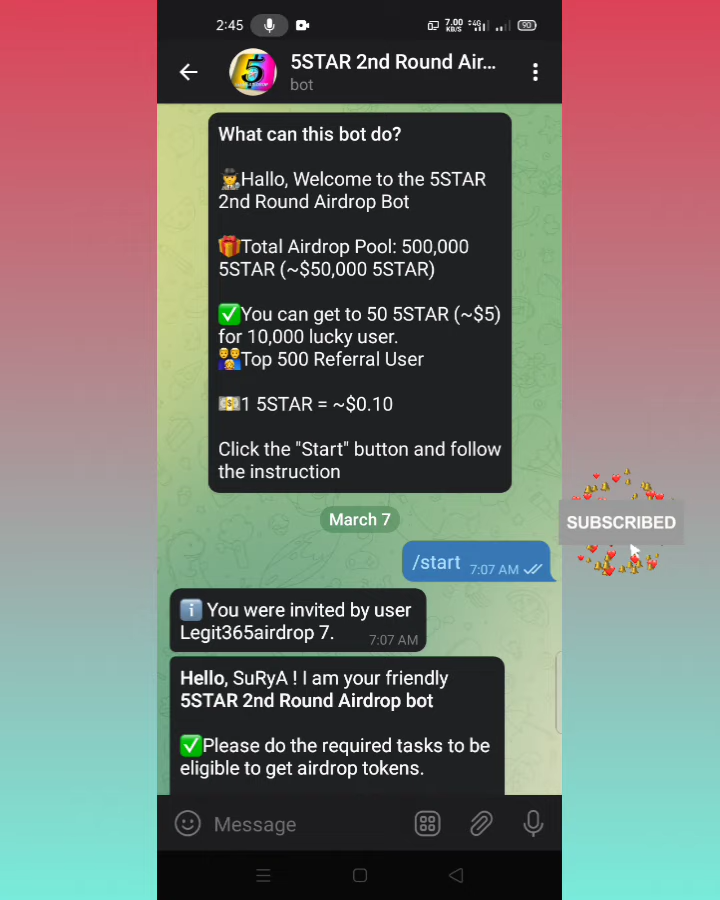 2:45
7.00
KB/S
4G
90
5
5STAR 2nd Round Air...
bot
What can this bot do?
Hallo, Welcome to the 5STAR
2nd Round Airdrop Bot
Total Airdrop Pool: 500,000
5STAR (~$50,000 5STAR)
You can get to 50 5STAR (~$5)
for 10,000 lucky user.
Top 500 Referral User
1 5STAR = ~$0.10
Click the "Start" button and follow
the instruction
March 7
SUBSCRIBED
/start 7:07 AM
You were invited by user
Legit365airdrop 7. 7:07 AM
Hello, SuRyA ! I am your friendly
5STAR 2nd Round Airdrop bot
Please do the required tasks to be
eligible to get airdrop tokens.
Message